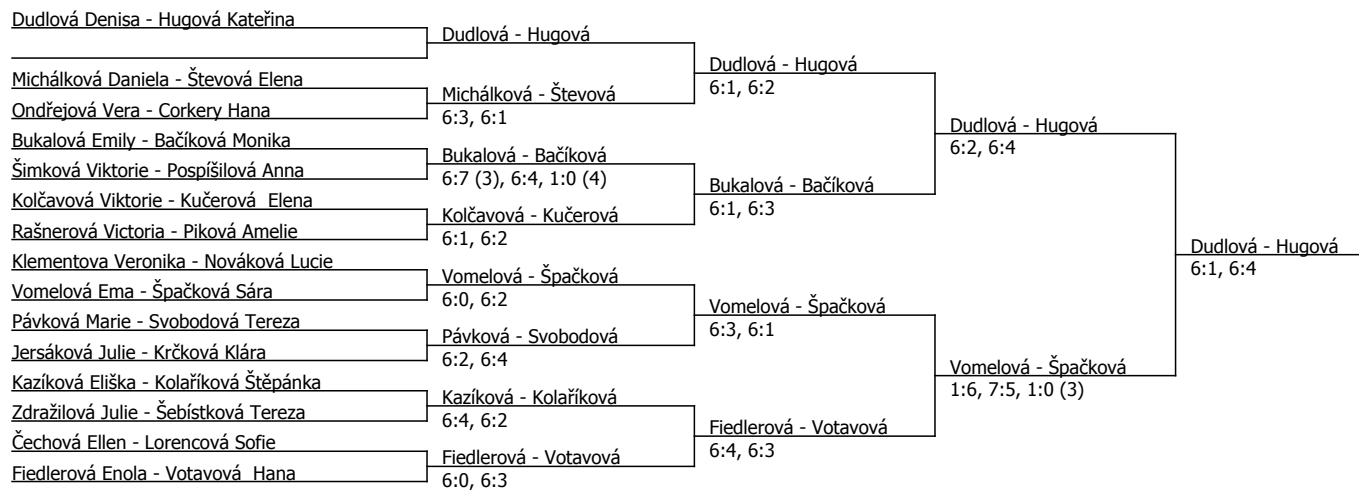 Dudlová Denisa - Hugová Kateřina
Michálková Daniela - Števová Elena
Ondřejová Vera - Corkery Hana
Bukalová Emily - Bačíková Monika
Šimková Viktorie - Pospíšilová Anna
Kolčavová Viktorie - Kučerová  Elena
Rašnerová Victoria - Piková Amelie
Klementova Veronika - Nováková Lucie
Vomelová Ema - Špačková Sára
Pávková Marie - Svobodová Tereza
Jersáková Julie - Krčková Klára
Kazíková Eliška - Kolaříková Štěpánka
Zdražilová Julie - Šebístková Tereza
Čechová Ellen - Lorencová Sofie
Fiedlerová Enola - Votavová  Hana
Dudlová - Hugová
Michálková - Števová
6:3, 6:1
Bukalová - Bačíková
6:7 (3), 6:4, 1:0 (4)
Kolčavová - Kučerová
6:1, 6:2
Vomelová - Špačková
6:0, 6:2
Pávková - Svobodová
6:2, 6:4
Kazíková - Kolaříková
6:4, 6:2
Fiedlerová - Votavová
6:0, 6:3
Dudlová - Hugová
6:1, 6:2
Bukalová - Bačíková
6:1, 6:3
Vomelová - Špačková
6:3, 6:1
Fiedlerová - Votavová
6:4, 6:3
Dudlová - Hugová
6:2, 6:4
Vomelová - Špačková
1:6, 7:5, 1:0 (3)
Dudlová - Hugová
6:1, 6:4